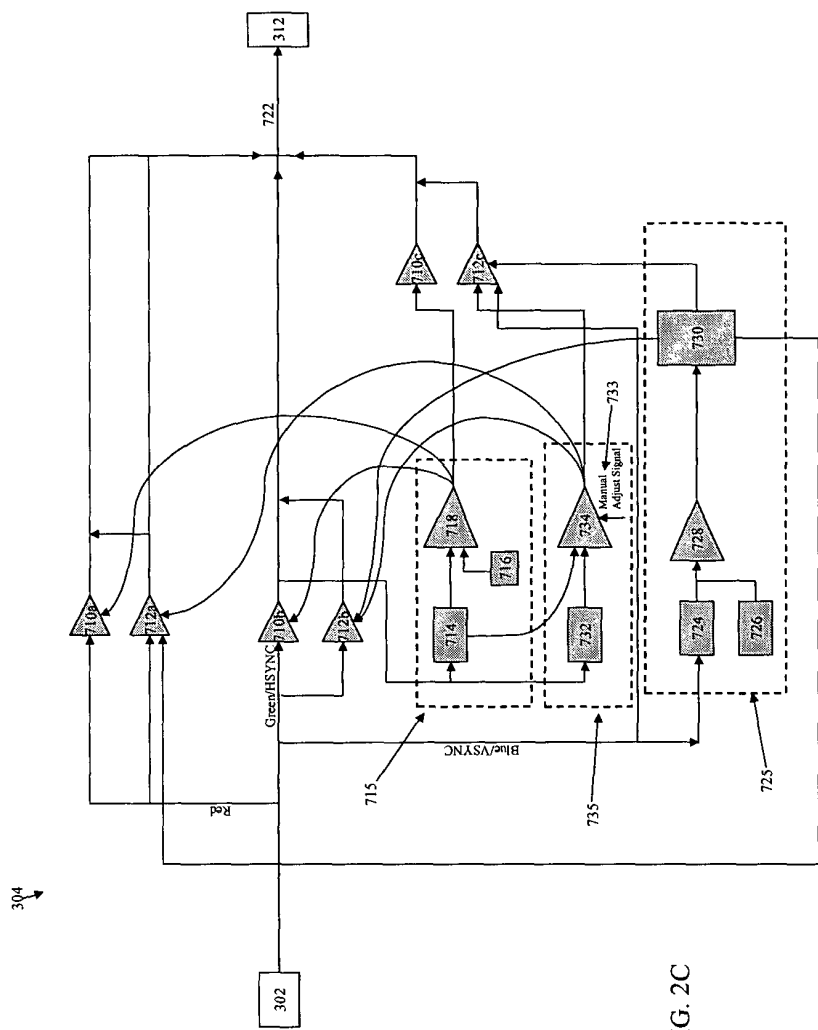 304
302
Red
Green/HSYNC
Blue/VSYNC
710a
712a
710b
712b
710c
712c
722
312
715
714
716
718
735
732
734
Manual
Adjust Signal
733
725
724
726
728
730
G. 2C